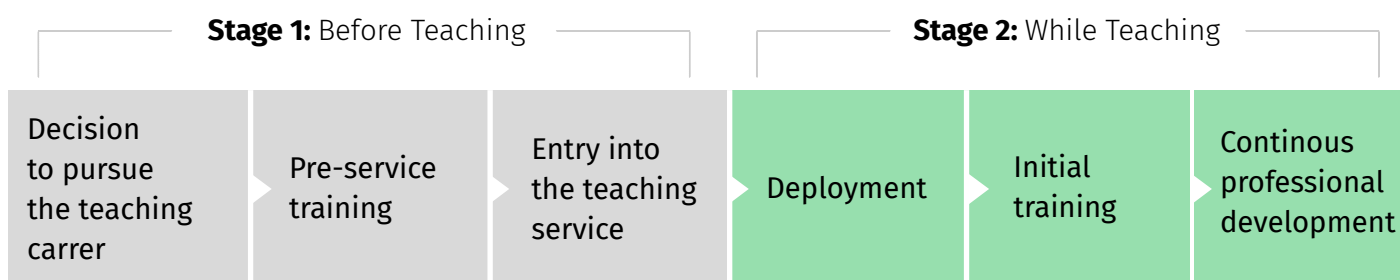 Stage 1: Before Teaching
Stage 2: While Teaching
Decision
to pursue
the teaching
carrer
Pre-service
training
Entry into
the teaching
service
Deployment
Initial
training
Continous
professional
development